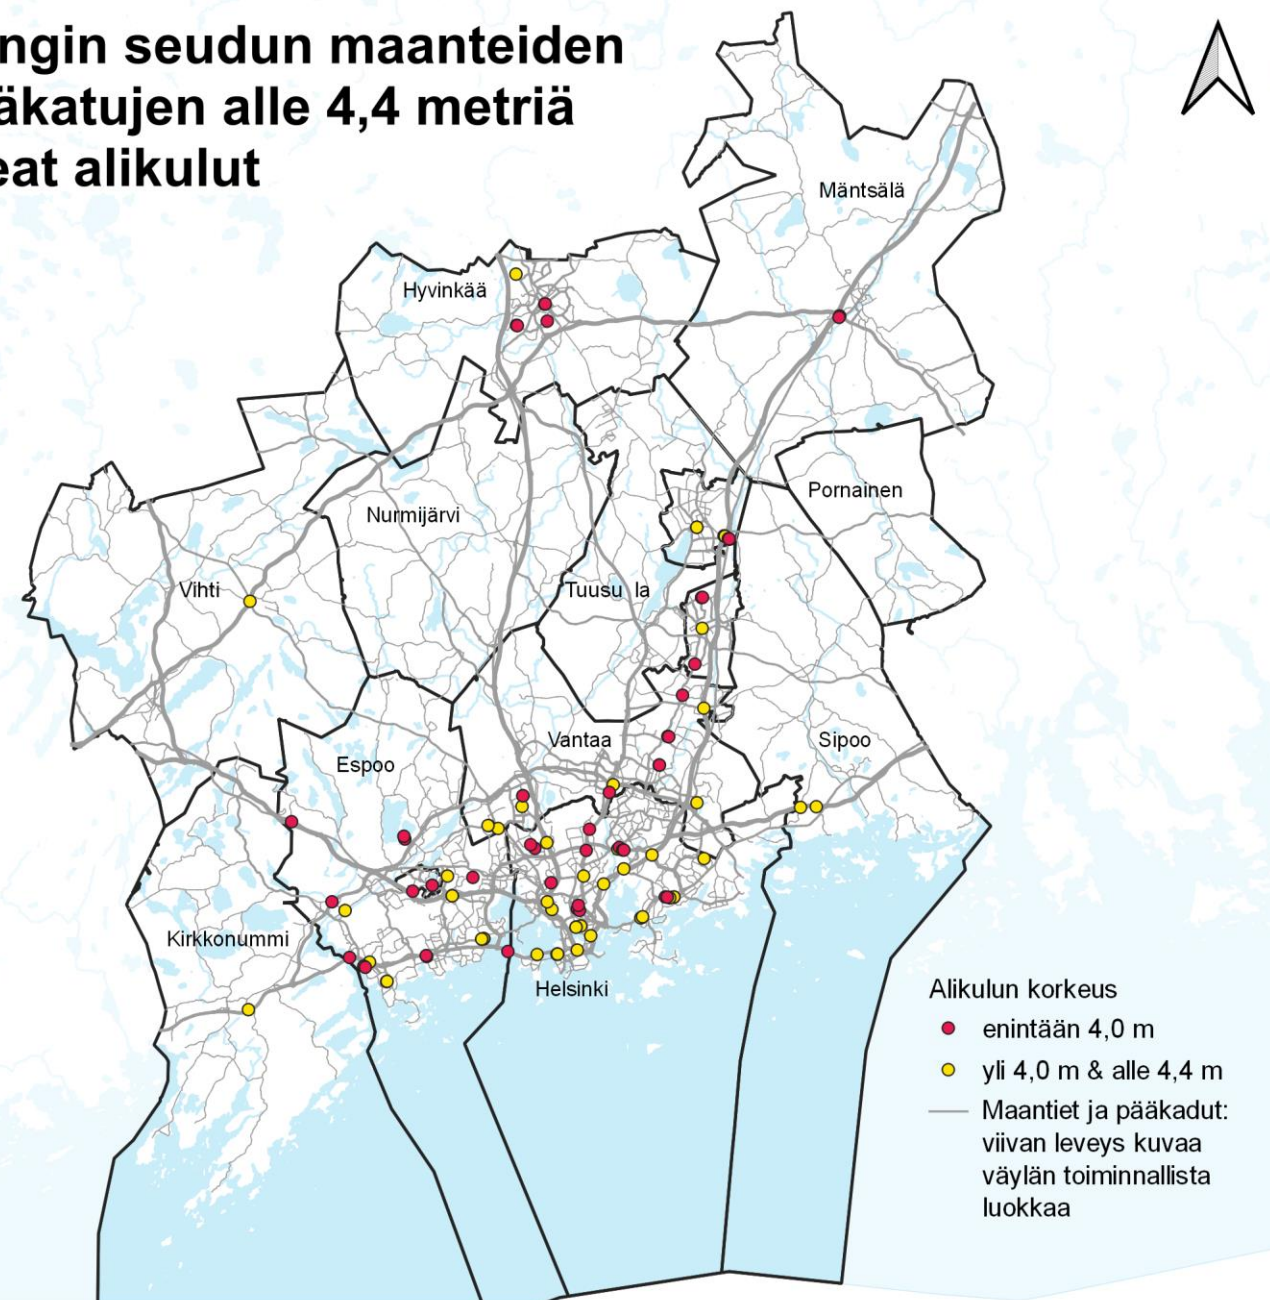 ngin seudun maanteiden
äkatujen alle 4,4 metriä
eat alikulut
Mäntsälä
Hyvinkää
Pornainen
Nurmijärvi
Vihti
Tuusu la
Vantaa
Sipoo
Espoo
Kirkkonummi
Helsinki
Alikulun korkeus
enintään 4,0 m
yli 4,0 m & alle 4,4 m
Maantiet ja pääkadut:
viivan leveys kuvaa
väylän toiminnallista
luokkaa